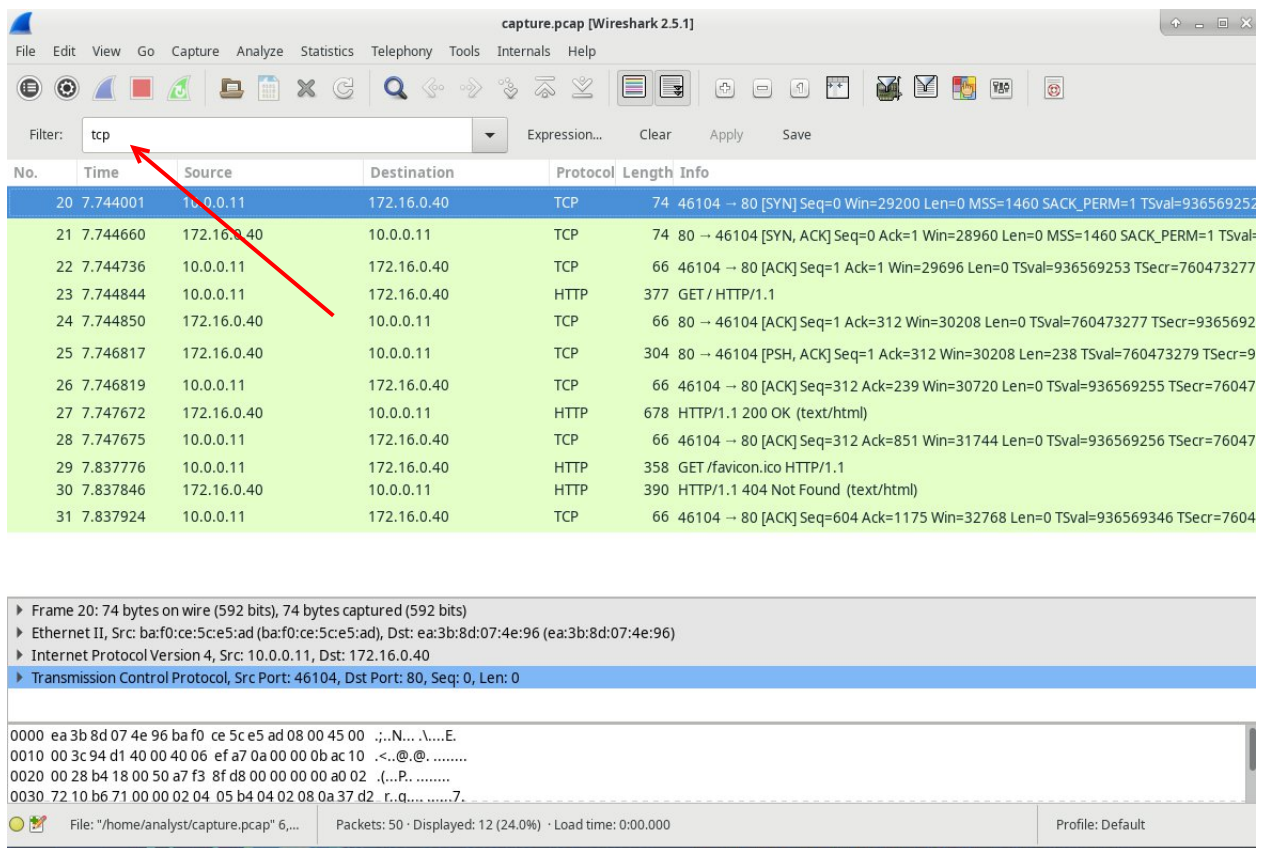 capture.pcap [Wireshark 2.5.1]
File Edit View Go Capture Analyze Statistics Telephony Tools Internals Help
Filter: tcp Expression... Clear Apply Save
No. Time Source Destination Protocol Length Info
20 7.744001 10.0.0.11 172.16.0.40 TCP 74 46104 → 80 [SYN] Seq=0 Win=29200 Len=0 MSS=1460 SACK_PERM=1 TSval=936569252
21 7.744660 172.16.0.40 10.0.0.11 TCP 74 80 → 46104 [SYN, ACK] Seq=0 Ack=1 Win=28960 Len=0 MSS=1460 SACK_PERM=1 TSval=
22 7.744736 10.0.0.11 172.16.0.40 TCP 66 46104 → 80 [ACK] Seq=1 Ack=1 Win=29696 Len=0 TSval=936569253 TSecr=760473277
23 7.744844 10.0.0.11 172.16.0.40 HTTP 377 GET / HTTP/1.1
24 7.744850 172.16.0.40 10.0.0.11 TCP 66 80 → 46104 [ACK] Seq=1 Ack=312 Win=30208 Len=0 TSval=760473277 TSecr=9365692
25 7.746817 172.16.0.40 10.0.0.11 TCP 304 80 → 46104 [PSH, ACK] Seq=1 Ack=312 Win=30208 Len=238 TSval=760473279 TSecr=9
26 7.746819 10.0.0.11 172.16.0.40 TCP 66 46104 → 80 [ACK] Seq=312 Ack=239 Win=30720 Len=0 TSval=936569255 TSecr=76047
27 7.747672 172.16.0.40 10.0.0.11 HTTP 678 HTTP/1.1 200 OK (text/html)
28 7.747675 10.0.0.11 172.16.0.40 TCP 66 46104 → 80 [ACK] Seq=312 Ack=851 Win=31744 Len=0 TSval=936569256 TSecr=76047
29 7.837776 10.0.0.11 172.16.0.40 HTTP 358 GET /favicon.ico HTTP/1.1
30 7.837846 172.16.0.40 10.0.0.11 HTTP 390 HTTP/1.1 404 Not Found (text/html)
31 7.837924 10.0.0.11 172.16.0.40 TCP 66 46104 → 80 [ACK] Seq=604 Ack=1175 Win=32768 Len=0 TSval=936569346 TSecr=7604
Frame 20: 74 bytes on wire (592 bits), 74 bytes captured (592 bits)
Ethernet II, Src: ba:f0:ce:5c:e5:ad (ba:f0:ce:5c:e5:ad), Dst: ea:3b:8d:07:4e:96 (ea:3b:8d:07:4e:96)
Internet Protocol Version 4, Src: 10.0.0.11, Dst: 172.16.0.40
Transmission Control Protocol, Src Port: 46104, Dst Port: 80, Seq: 0, Len: 0
0000 ea 3b 8d 07 4e 96 ba f0 ce 5c e5 ad 08 00 45 00 .;..N... .\....E.
0010 00 3c 94 d1 40 00 40 06 ef a7 0a 00 00 0b ac 10 .<..@.@. ........
0020 00 28 b4 18 00 50 a7 f3 8f d8 00 00 00 00 a0 02 .(...P.. ........
0030 72 10 b6 71 00 00 02 04 05 b4 04 02 08 0a 37 d2 r..q.... ......7.
File: "/home/analyst/capture.pcap" 6,... Packets: 50 · Displayed: 12 (24.0%) · Load time: 0:00.000 Profile: Default